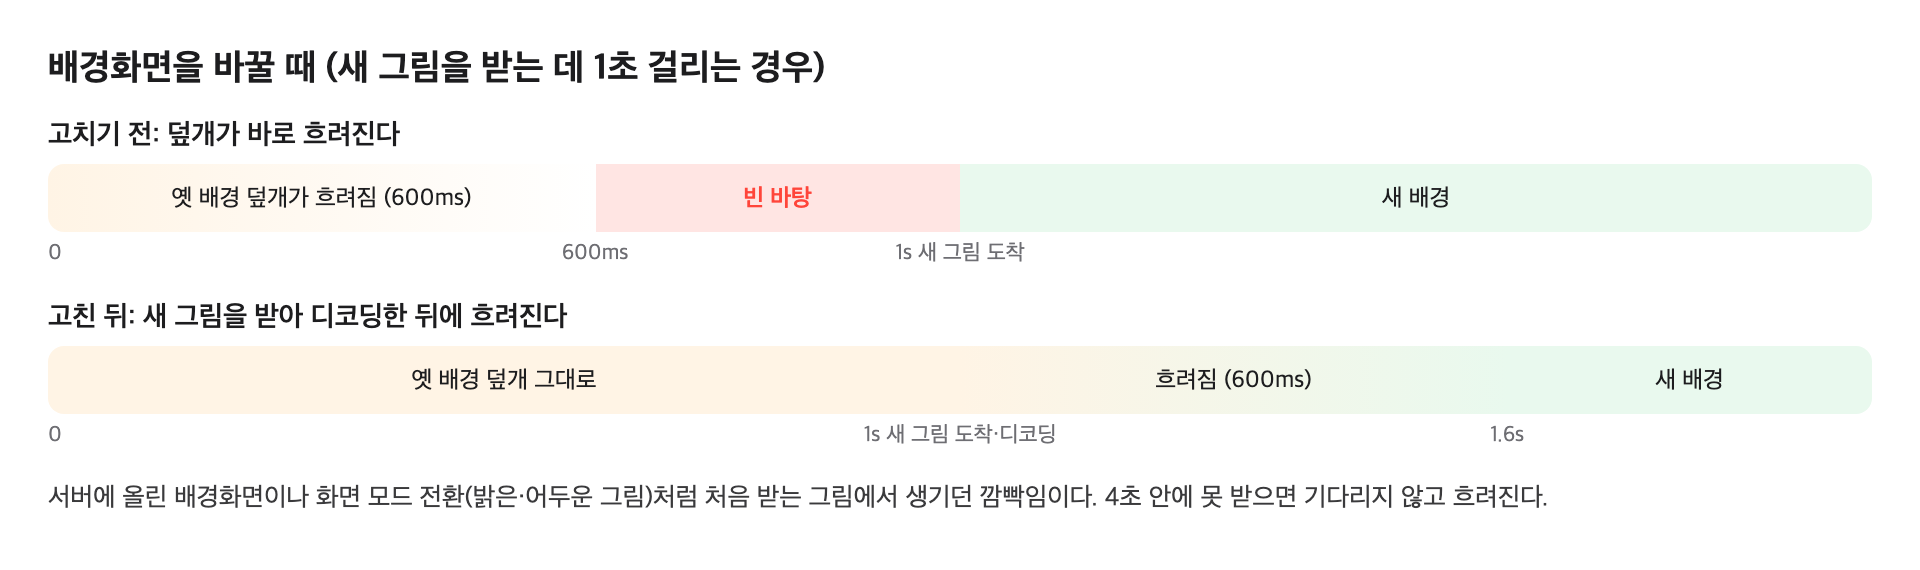 배경화면을 바꿀 때 (새 그림을 받는 데 1초 걸리는 경우)
고치기 전: 덮개가 바로 흐려진다
옛 배경 덮개가 흐려짐 (600ms)
빈 바탕
새 배경
0
600ms
1s 새 그림 도착
고친 뒤: 새 그림을 받아 디코딩한 뒤에 흐려진다
옛 배경 덮개 그대로
흐려짐 (600ms)
새 배경
0
1s 새 그림 도착·디코딩
1.6s
서버에 올린 배경화면이나 화면 모드 전환(밝은·어두운 그림)처럼 처음 받는 그림에서 생기던 깜빡임이다. 4초 안에 못 받으면 기다리지 않고 흐려진다.